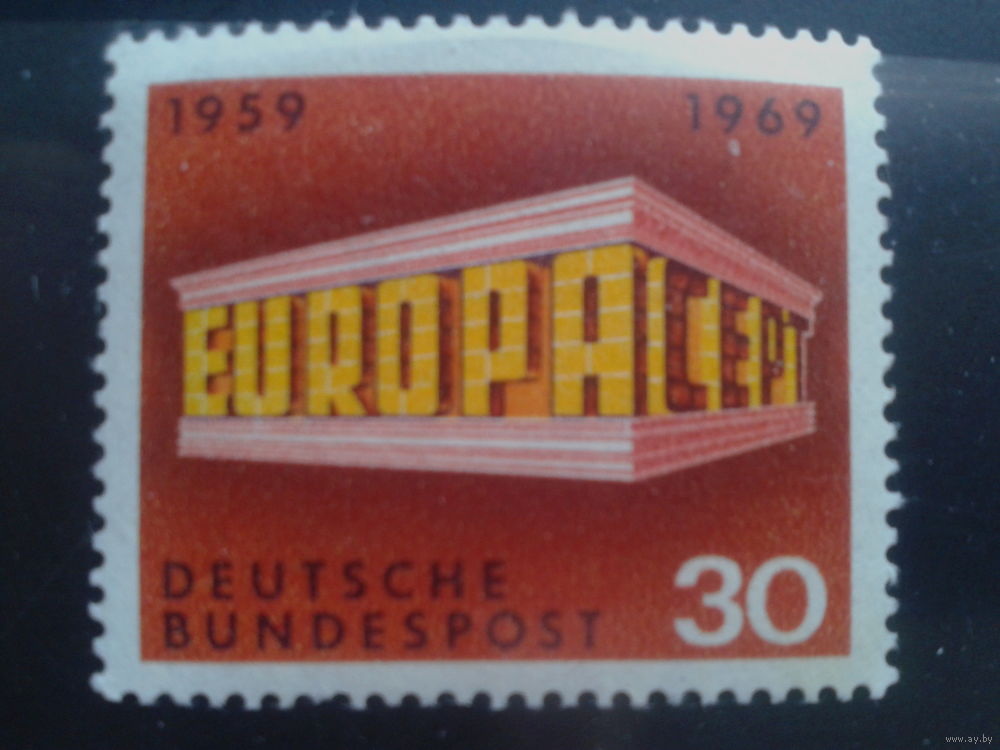 1959 1969
EUROPA CEPT
DEUTSCHE
BUNDESPOST 30
www.ay.by